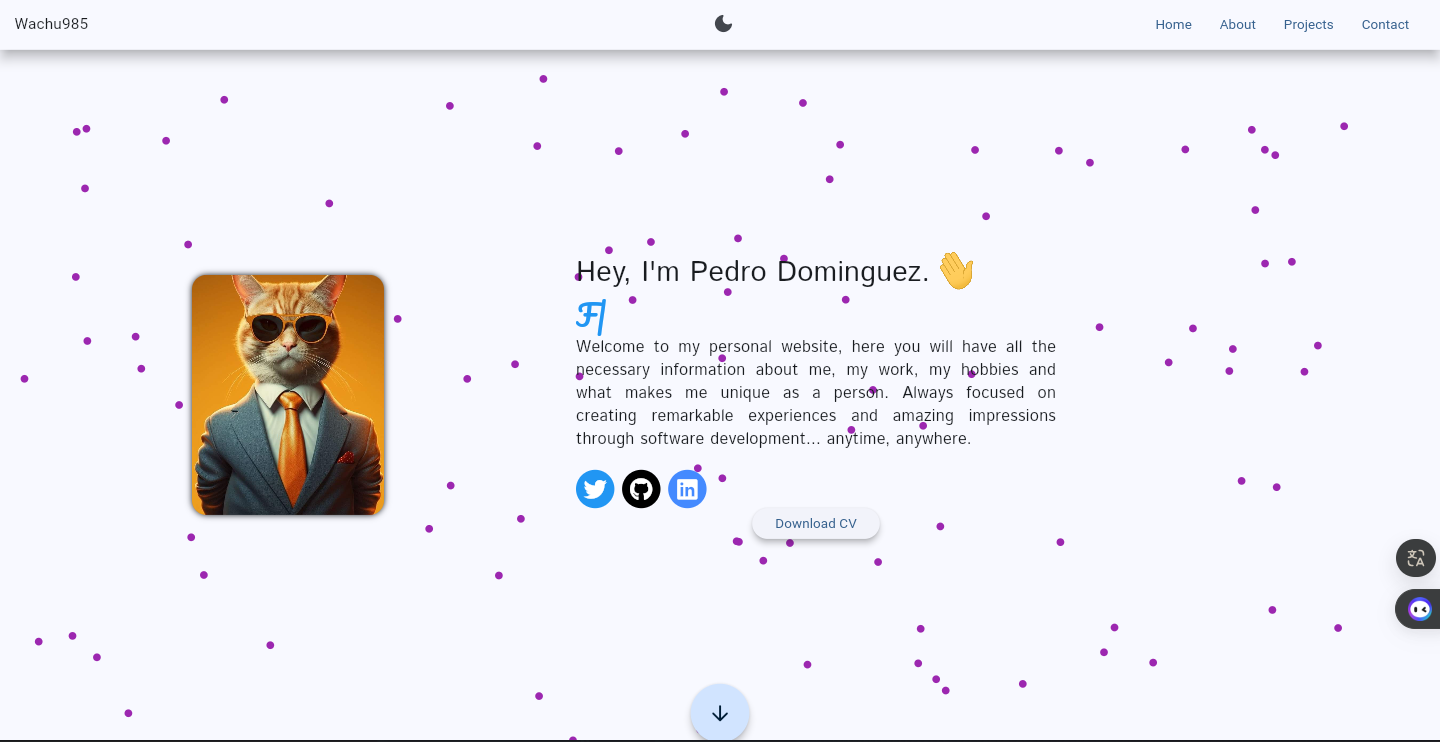 Wachu985
Home About Projects Contact
Hey, I'm Pedro Dominguez. 👋
Fl
Welcome to my personal website, here you will have all the
necessary information about me, my work, my hobbies and
what makes me unique as a person. Always focused on
creating remarkable experiences and amazing impressions
through software development... anytime, anywhere.
Download CV